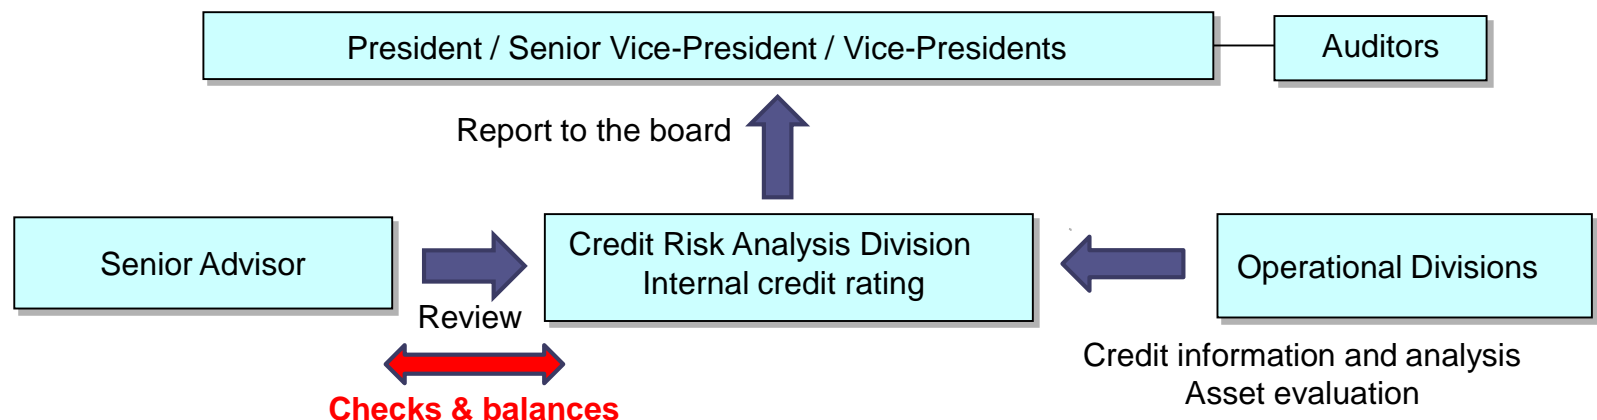 President / Senior Vice-President / Vice-Presidents
Auditors
Report to the board
Senior Advisor
Review
Checks & balances
Credit Risk Analysis Division
Internal credit rating
Operational Divisions
Credit information and analysis
Asset evaluation